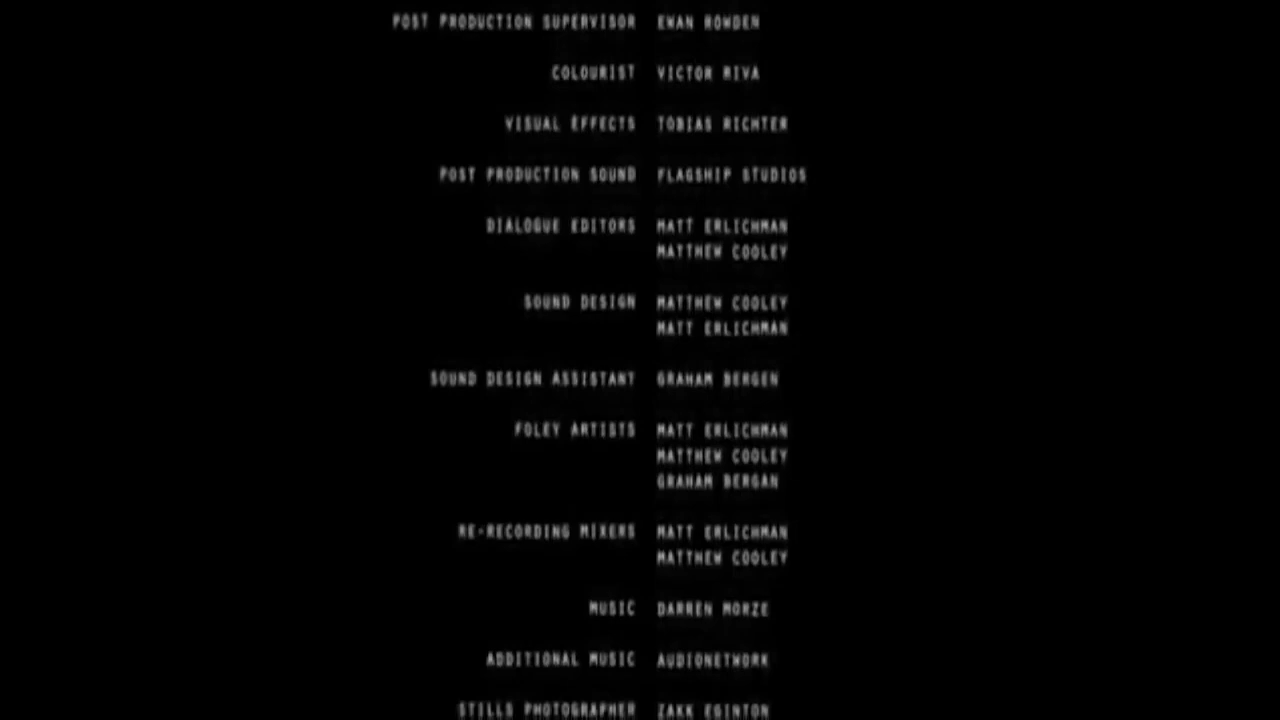 POST PRODUCTION SUPERVISOR EWAN ROWDEN
COLOURIST VICTOR RIVA
VISUAL EFFECTS TOBIAS RICHTER
POST PRODUCTION SOUND FLAGSHIP STUDIOS
DIALOGUE EDITORS MATT ERLICHMAN
MATTHEW COOLEY
SOUND DESIGN MATTHEW COOLEY
MATT ERLICHMAN
SOUND DESIGN ASSISTANT GRAHAM BERGEN
FOLEY ARTISTS MATT ERLICHMAN
MATTHEW COOLEY
GRAHAM BERGAN
RE-RECORDING MIXERS MATT ERLICHMAN
MATTHEW COOLEY
MUSIC DARREN MORZE
ADDITIONAL MUSIC AUDIONETWORK
STILLS PHOTOGRAPHER ZAKK EGINTON